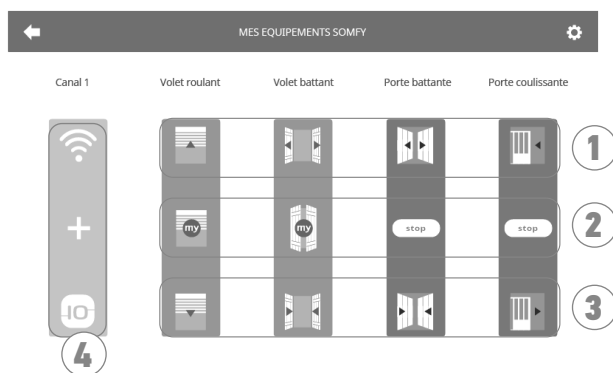 MES EQUIPEMENTS SOMFY
Canal 1 Volet roulant Volet battant Porte battante Porte coulissante
1
my my stop stop 2
IO 3
4